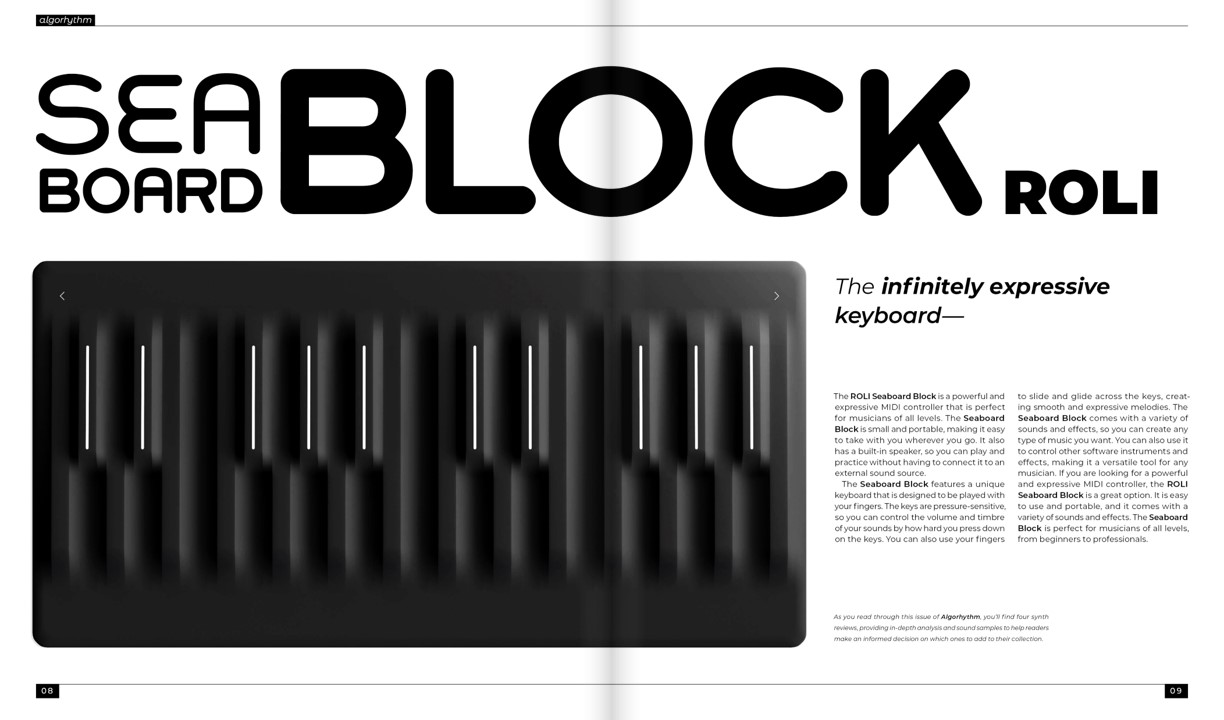 algorhythm
SEA
BOARD
BLOCK
ROLI
The infinitely expressive
keyboard—
The ROLI Seaboard Block is a powerful and
expressive MIDI controller that is perfect
for musicians of all levels. The Seaboard
Block is small and portable, making it easy
to take with you wherever you go. It also
has a built-in speaker, so you can play and
practice without having to connect it to an
external sound source.
The Seaboard Block features a unique
keyboard that is designed to be played with
your fingers. The keys are pressure-sensitive,
so you can control the volume and timbre
of your sounds by how hard you press down
on the keys. You can also use your fingers
to slide and glide across the keys, creat-
ing smooth and expressive melodies. The
Seaboard Block comes with a variety of
sounds and effects, so you can create any
type of music you want. You can also use it
to control other software instruments and
effects, making it a versatile tool for any
musician. If you are looking for a powerful
and expressive MIDI controller, the ROLI
Seaboard Block is a great option. It is easy
to use and portable, and it comes with a
variety of sounds and effects. The Seaboard
Block is perfect for musicians of all levels,
from beginners to professionals.
As you read through this issue of Algorhythm, you'll find four synth
reviews, providing in-depth analysis and sound samples to help readers
make an informed decision on which ones to add to their collection.
08
09